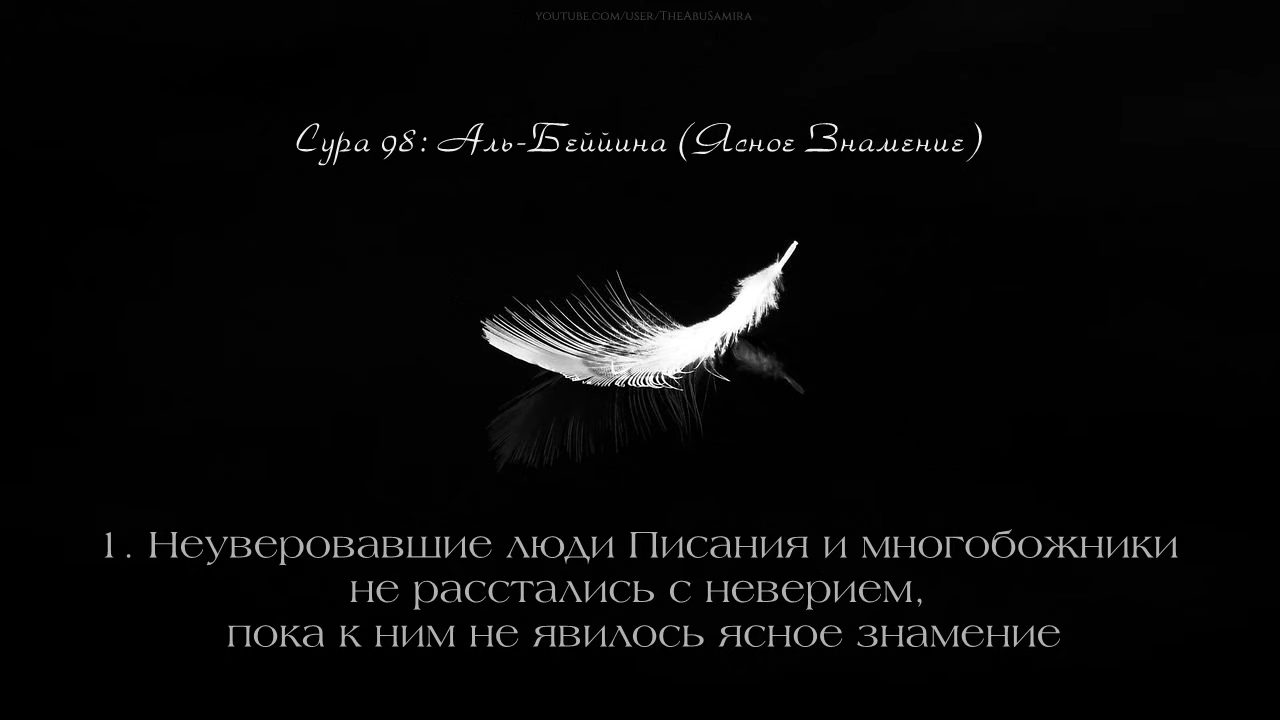 youtube.com/user/TheAbuSamira
Сура 98: Аль-Беййина (Ясное Знамение)
1. Неуверовавшие люди Писания и многобожники
не расстались с неверием,
пока к ним не явилось ясное знамение